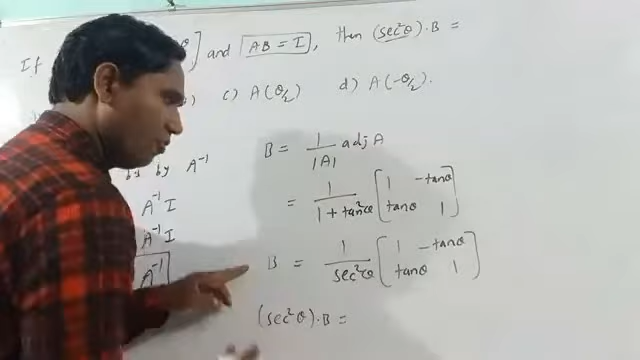 If θ] and AB = I, then (sec²θ).B =
) c) A(θ/2) d) A(-θ/2).
by A⁻¹
B = 1/|A| adj A
A⁻¹ I
= 1/(1+tan²θ) [1 -tanθ tanθ 1]
A⁻¹ I
B = 1/sec²θ [1 -tanθ tanθ 1]
A⁻¹
(sec²θ).B =